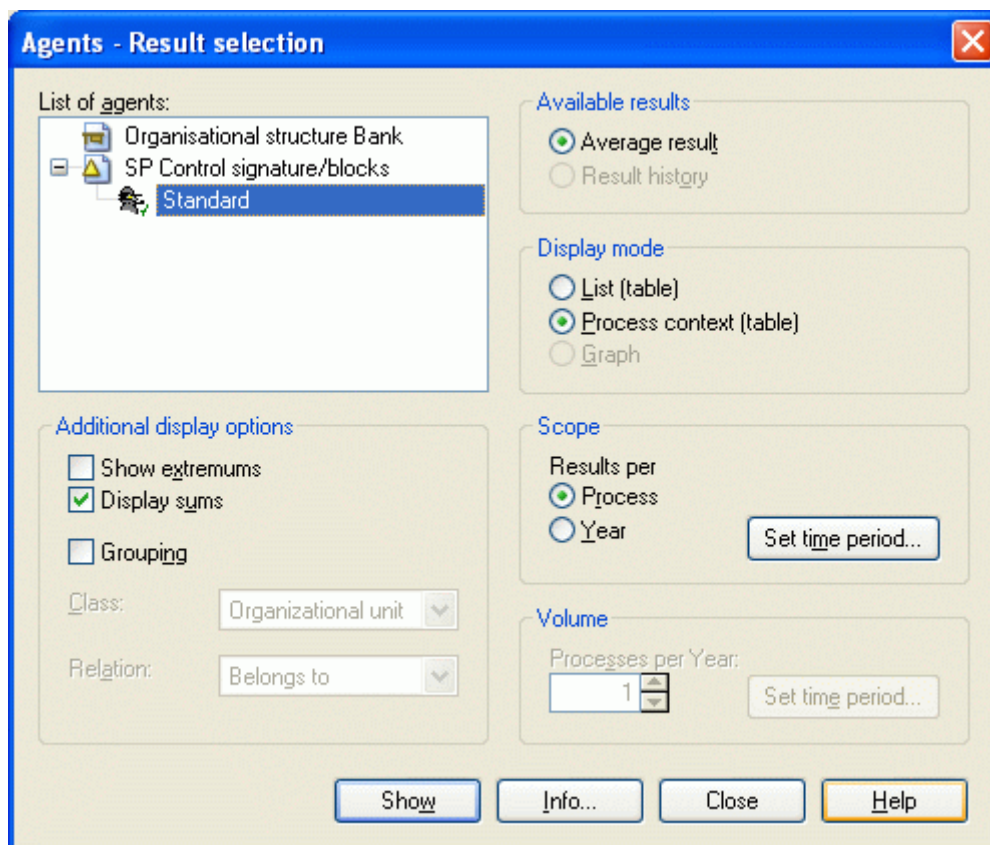 Agents - Result selection
List of agents:
Organisational structure Bank
SP Control signature/blocks
Standard
Available results
Average result
Result history
Display mode
List (table)
Process context (table)
Graph
Additional display options
Show extremums
Display sums
Grouping
Class:
Organizational unit
Relation:
Belongs to
Scope
Results per
Process
Year
Set time period...
Volume
Processes per Year:
1
Set time period...
Show
Info...
Close
Help